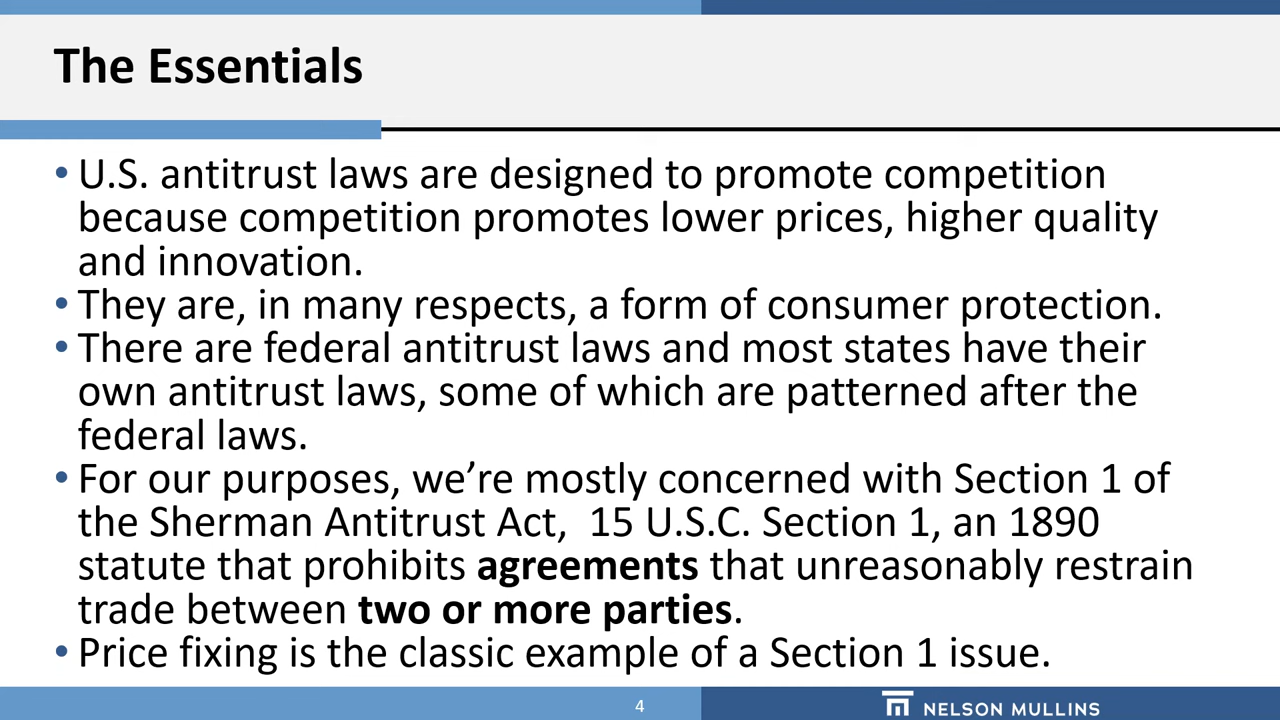 The Essentials
• U.S. antitrust laws are designed to promote competition
because competition promotes lower prices, higher quality
and innovation.
• They are, in many respects, a form of consumer protection.
• There are federal antitrust laws and most states have their
own antitrust laws, some of which are patterned after the
federal laws.
• For our purposes, we’re mostly concerned with Section 1 of
the Sherman Antitrust Act,  15 U.S.C. Section 1, an 1890
statute that prohibits agreements that unreasonably restrain
trade between two or more parties.
• Price fixing is the classic example of a Section 1 issue.
4
NELSON MULLINS